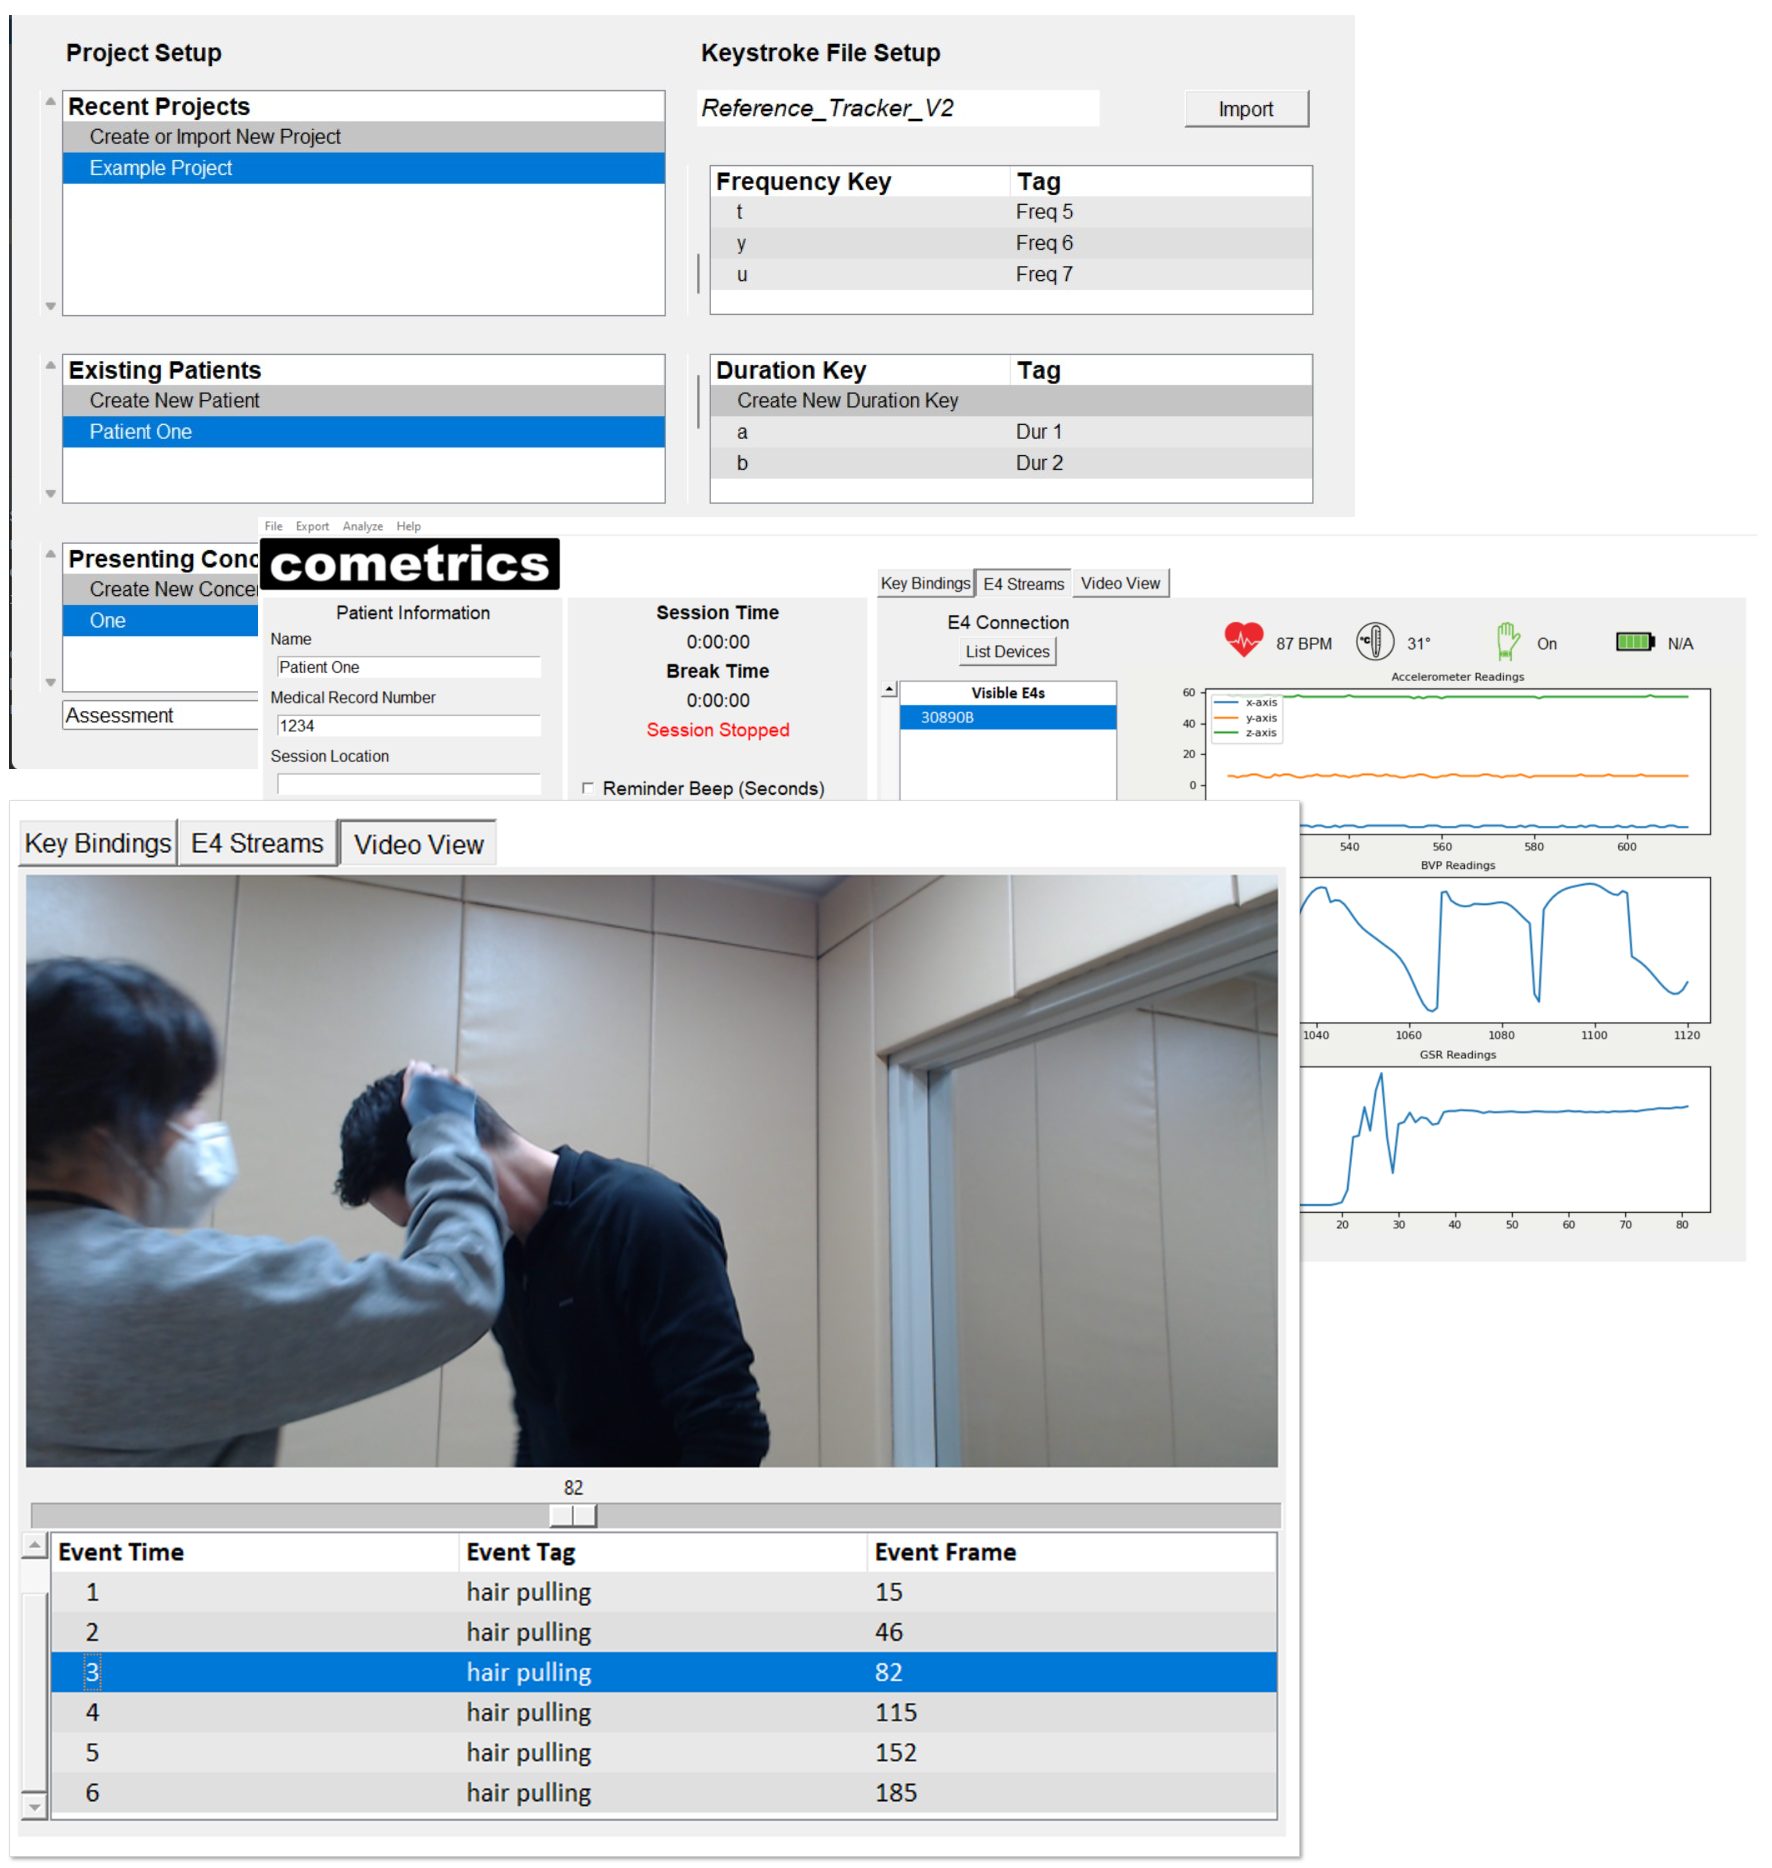 Project Setup
Keystroke File Setup
Recent Projects
Create or Import New Project
Example Project
Reference_Tracker_V2
Import
Frequency Key Tag
t Freq 5
y Freq 6
u Freq 7
Existing Patients
Create New Patient
Patient One
Duration Key Tag
Create New Duration Key
a Dur 1
b Dur 2
Presenting Conc
Create New Conce
One
Assessment
File Export Analyze Help
cometrics
Patient Information
Name
Patient One
Medical Record Number
1234
Session Location
Session Time
0:00:00
Break Time
0:00:00
Session Stopped
Reminder Beep (Seconds)
Key Bindings E4 Streams Video View
E4 Connection
List Devices
Visible E4s
30890B
87 BPM °C 31° On N/A
Accelerometer Readings
60
40
20
0
x-axis
y-axis
z-axis
540 560 580 600
BVP Readings
1040 1060 1080 1100 1120
GSR Readings
20 30 40 50 60 70 80
Key Bindings E4 Streams Video View
82
Event Time Event Tag Event Frame
1 hair pulling 15
2 hair pulling 46
3 hair pulling 82
4 hair pulling 115
5 hair pulling 152
6 hair pulling 185